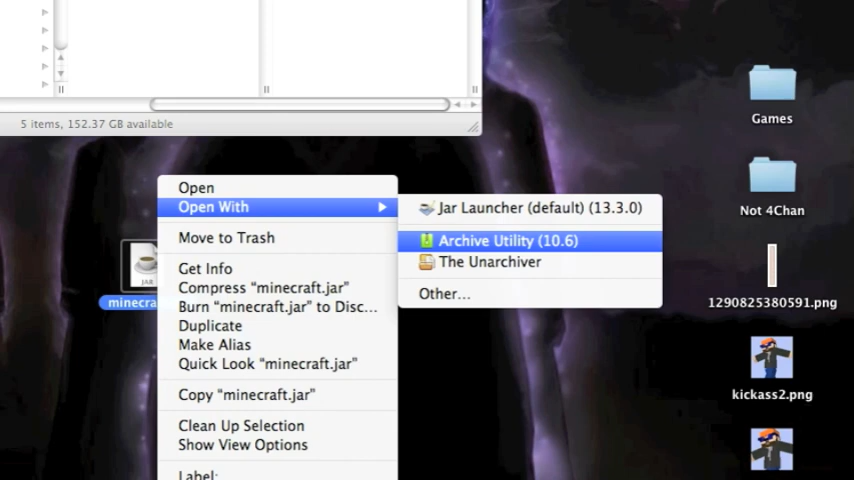 5 items, 152.37 GB available
Games
Not 4Chan
1290825380591.png
kickass2.png
JAR
minecra
Open
Open With
Move to Trash
Get Info
Compress “minecraft.jar”
Burn “minecraft.jar” to Disc...
Duplicate
Make Alias
Quick Look “minecraft.jar”
Copy “minecraft.jar”
Clean Up Selection
Show View Options
Label:
Jar Launcher (default) (13.3.0)
Archive Utility (10.6)
The Unarchiver
Other...